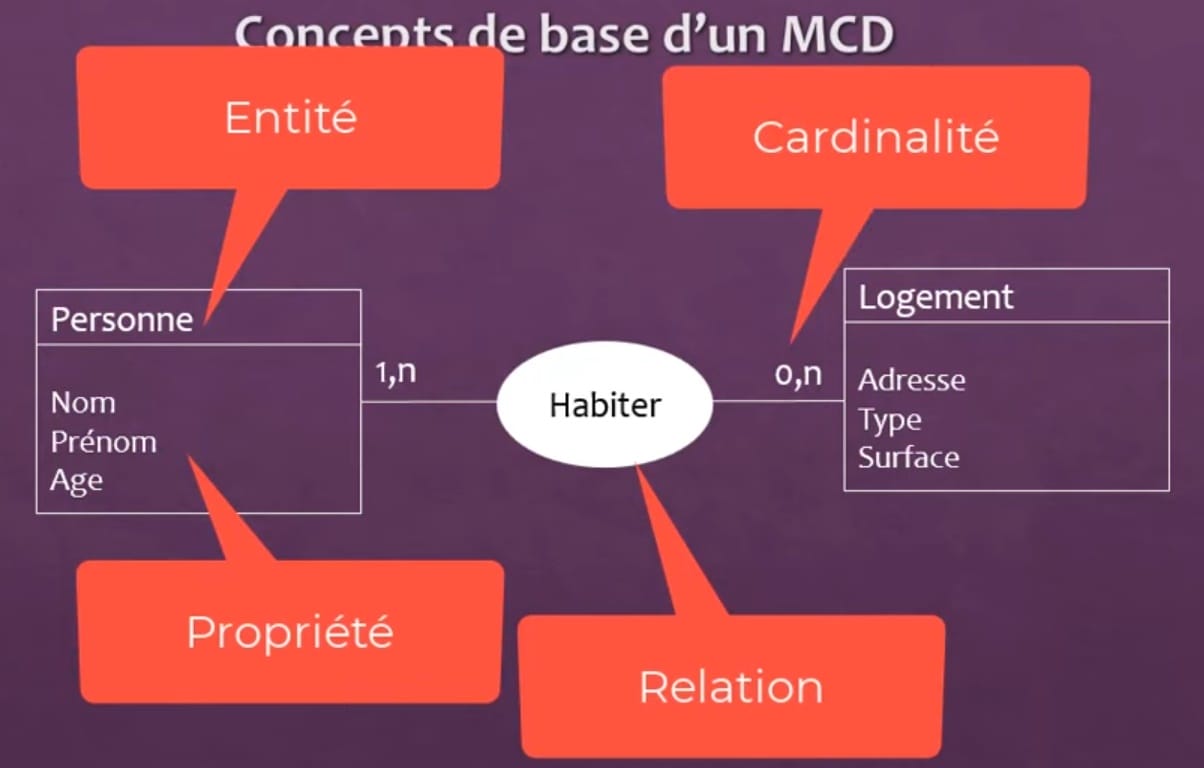 Concepts de base d’un MCD
Entité
Cardinalité
Personne
Nom
Prénom
Age
1,n
Habiter
0,n
Logement
Adresse
Type
Surface
Propriété
Relation